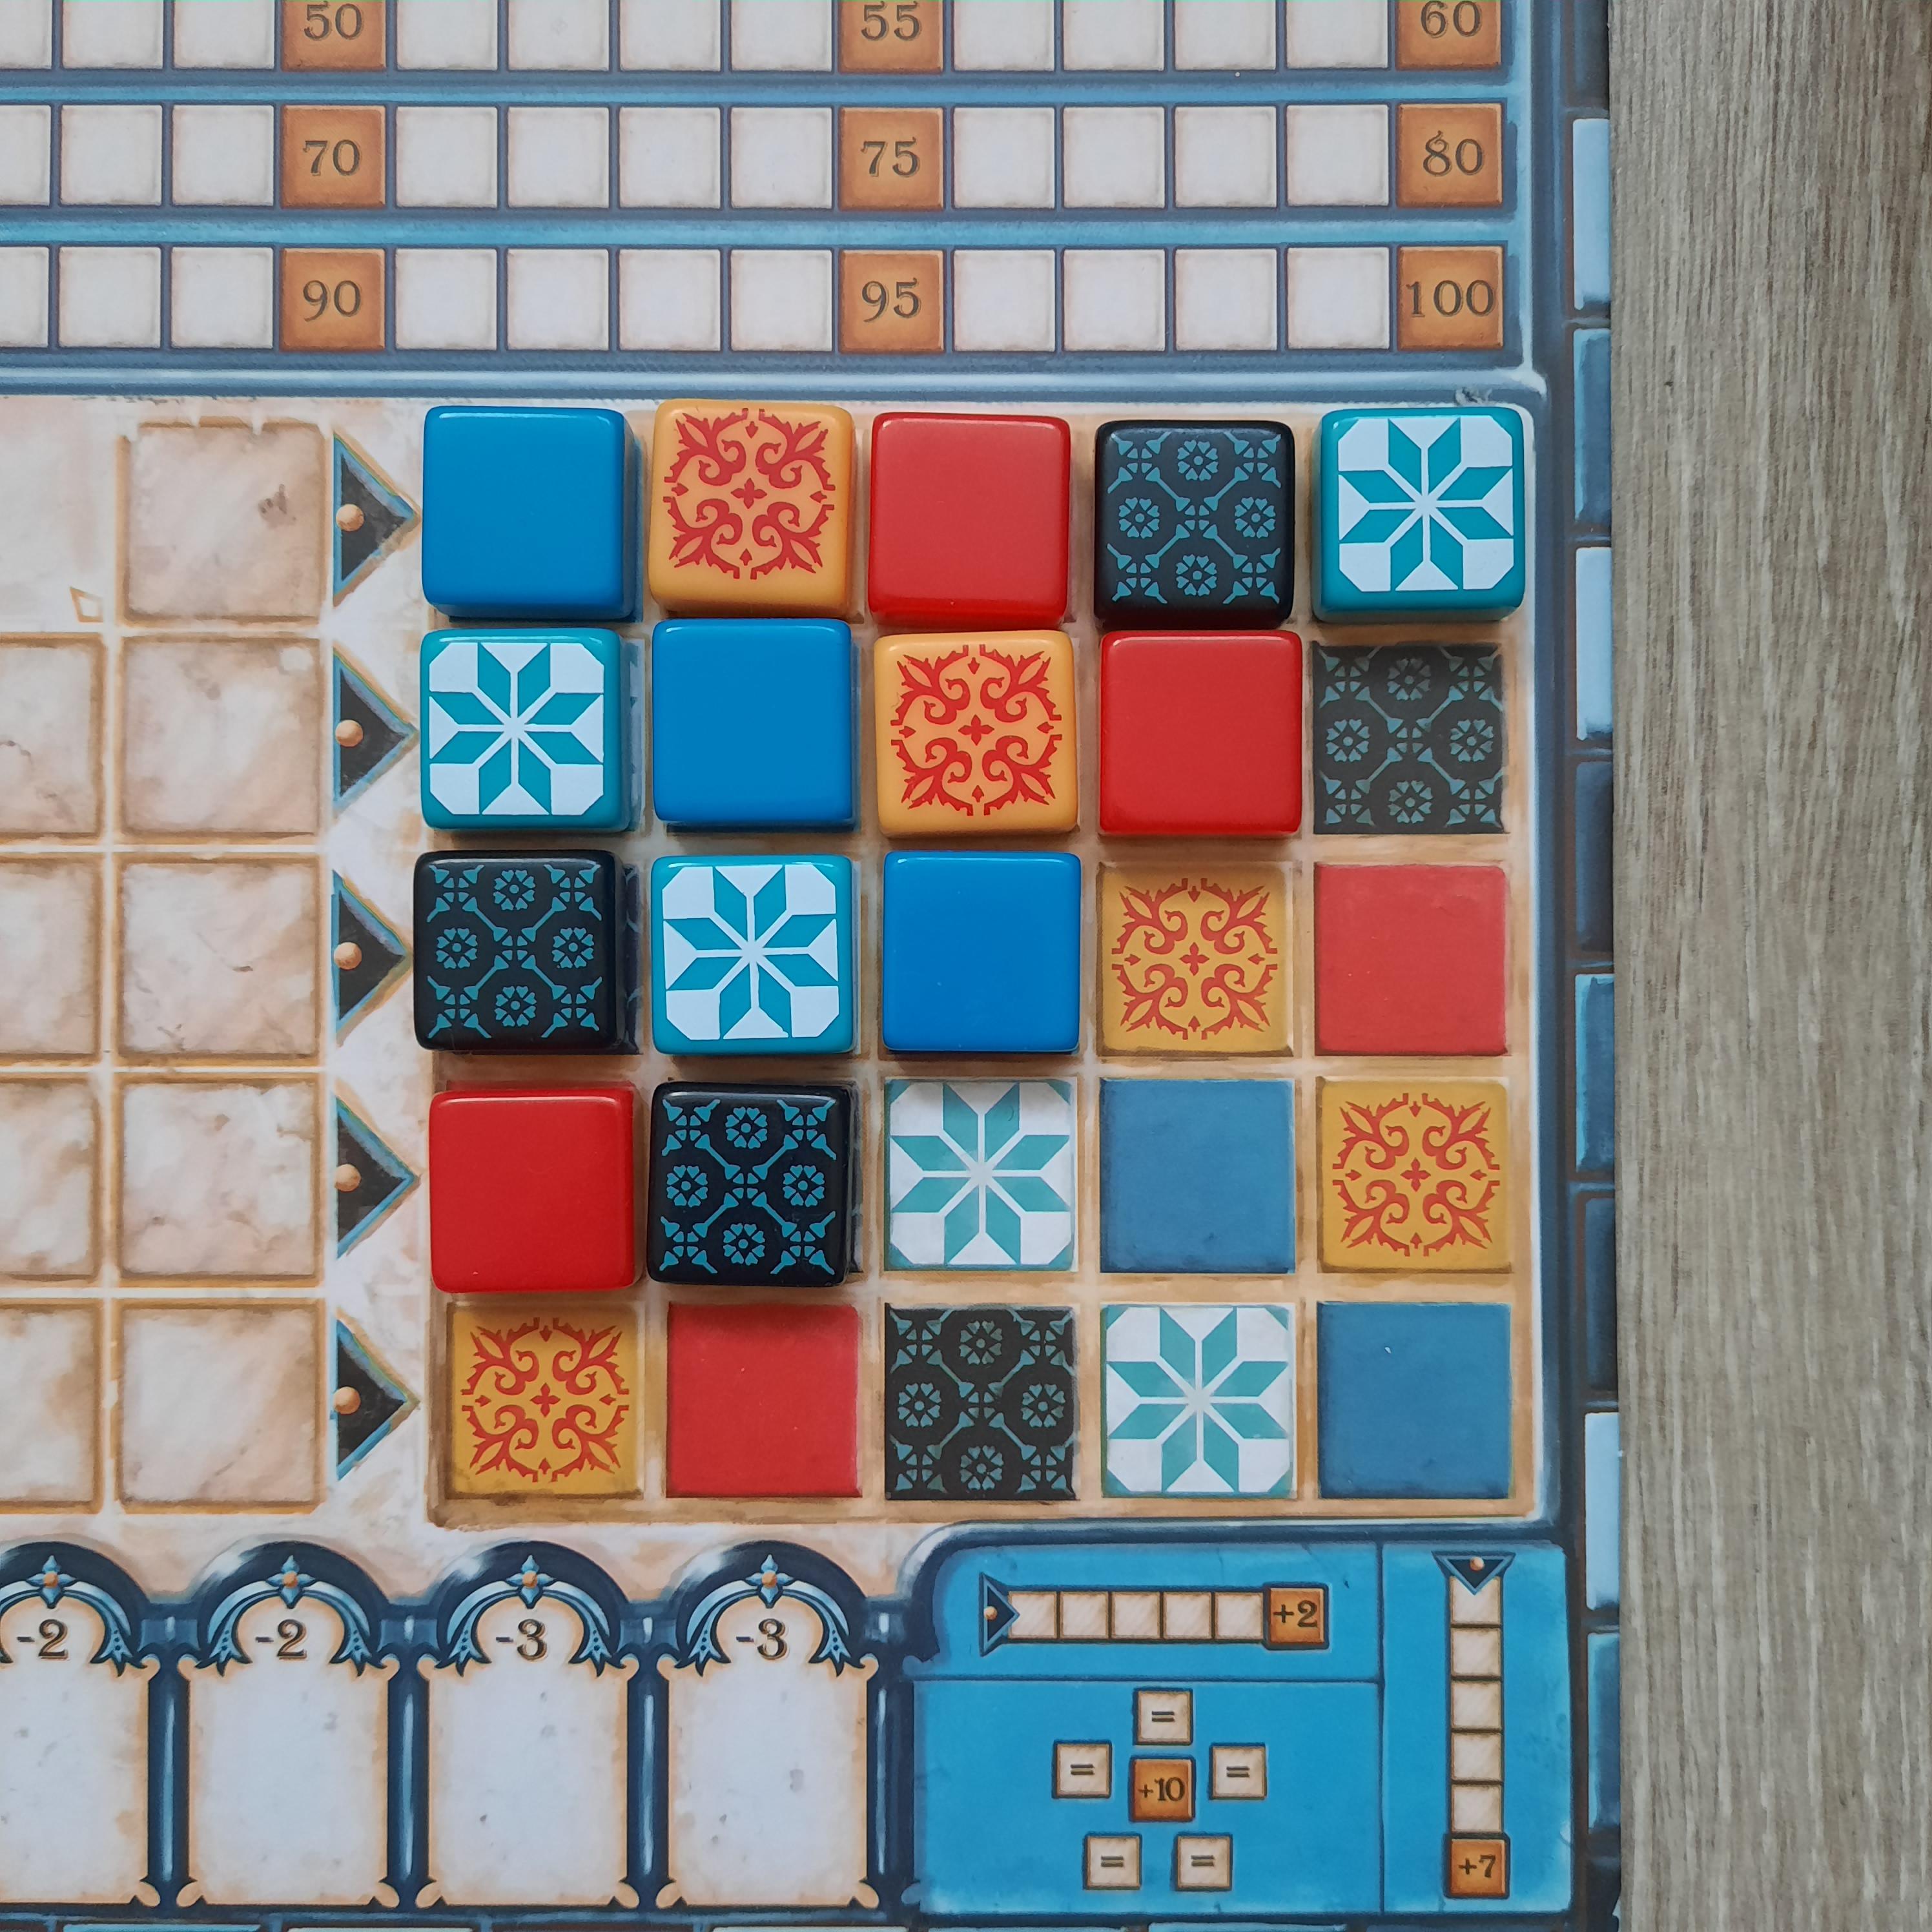 50 55 60
70 75 80
90 95 100
-2 -2 -3 -3
+2
=
= =
+10
= =
+7